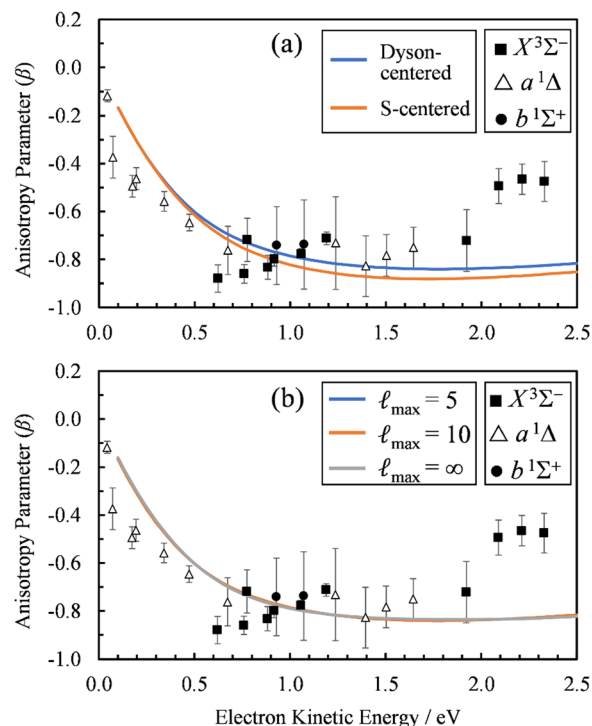 (a)
Dyson-
centered
S-centered
X³Σ⁻
a¹Δ
b¹Σ⁺
Anisotropy Parameter (β)
0.2
0.0
-0.2
-0.4
-0.6
-0.8
-1.0
0.0 0.5 1.0 1.5 2.0 2.5
(b)
ℓmax = 5
ℓmax = 10
ℓmax = ∞
X³Σ⁻
a¹Δ
b¹Σ⁺
Anisotropy Parameter (β)
0.2
0.0
-0.2
-0.4
-0.6
-0.8
-1.0
0.0 0.5 1.0 1.5 2.0 2.5
Electron Kinetic Energy / eV